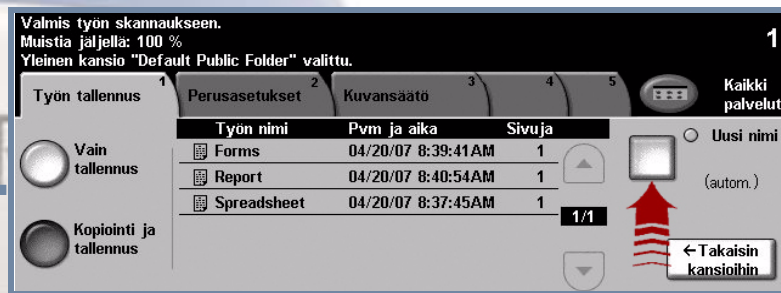 Valmis työn skannaukseen.
Muistia jäljellä: 100 %
Yleinen kansio "Default Public Folder" valittu.
1
Työn tallennus 1
Perusasetukset 2
Kuvansäätö 3
4
5
Kaikki
palvelut
Työn nimi Pvm ja aika Sivuja
Forms 04/20/07 8:39:41AM 1
Report 04/20/07 8:40:54AM 1
Spreadsheet 04/20/07 8:37:45AM 1
Vain
tallennus
Kopiointi ja
tallennus
1/1
Uusi nimi
(autom.)
←Takaisin
kansioihin